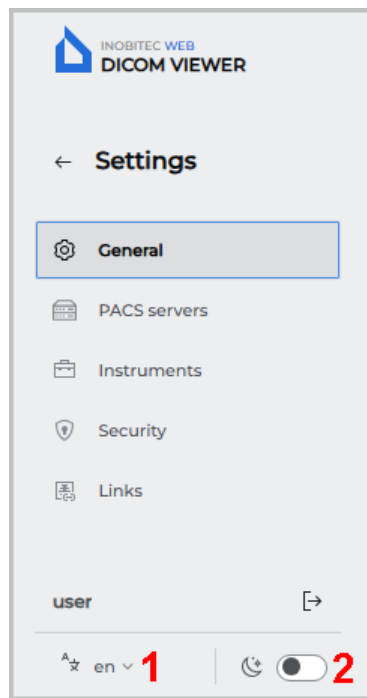 INOBITEC WEB
DICOM VIEWER
← Settings
General
PACS servers
Instruments
Security
Links
user
en 1 2